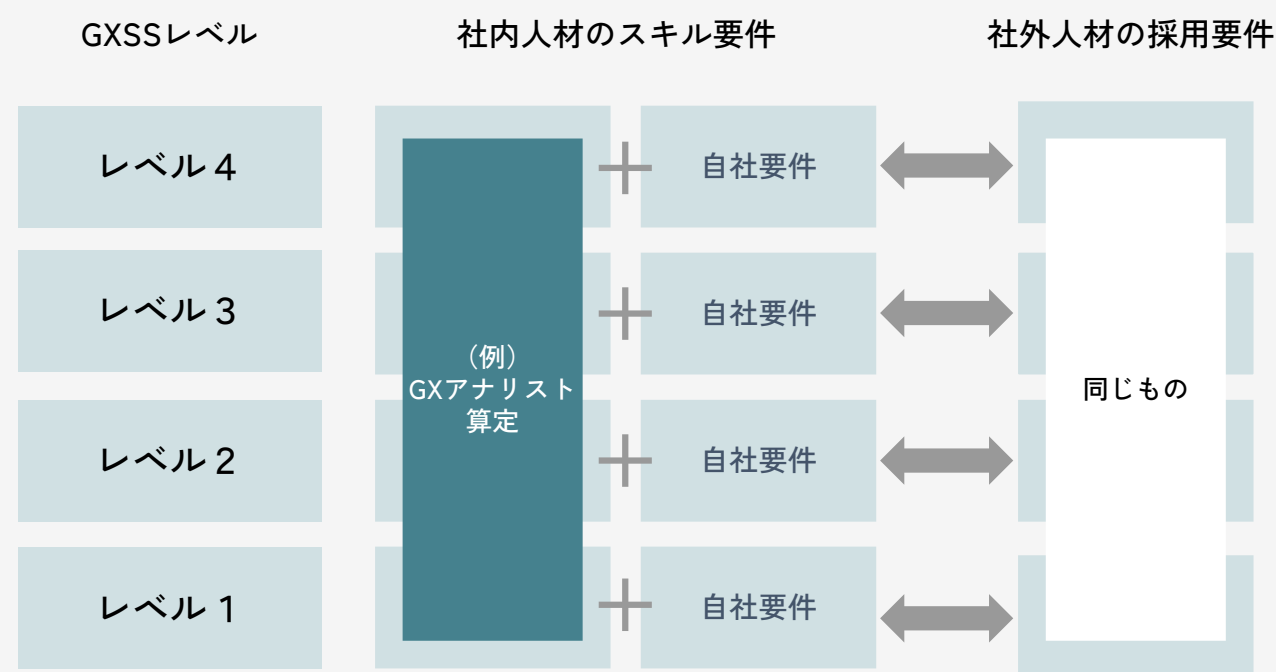 GXSSレベル
社内人材のスキル要件
社外人材の採用要件
レベル４
自社要件
レベル３
自社要件
（例）
GXアナリスト
算定
同じもの
レベル２
自社要件
レベル１
自社要件